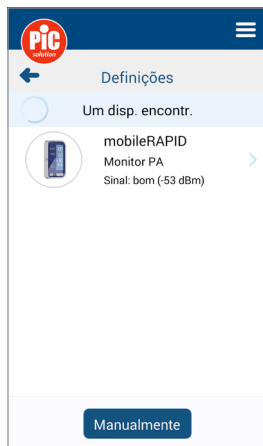 PiC
solution
Definições
Um disp. encontr.
mobileRAPID
Monitor PA
Sinal: bom (-53 dBm)
Manualmente